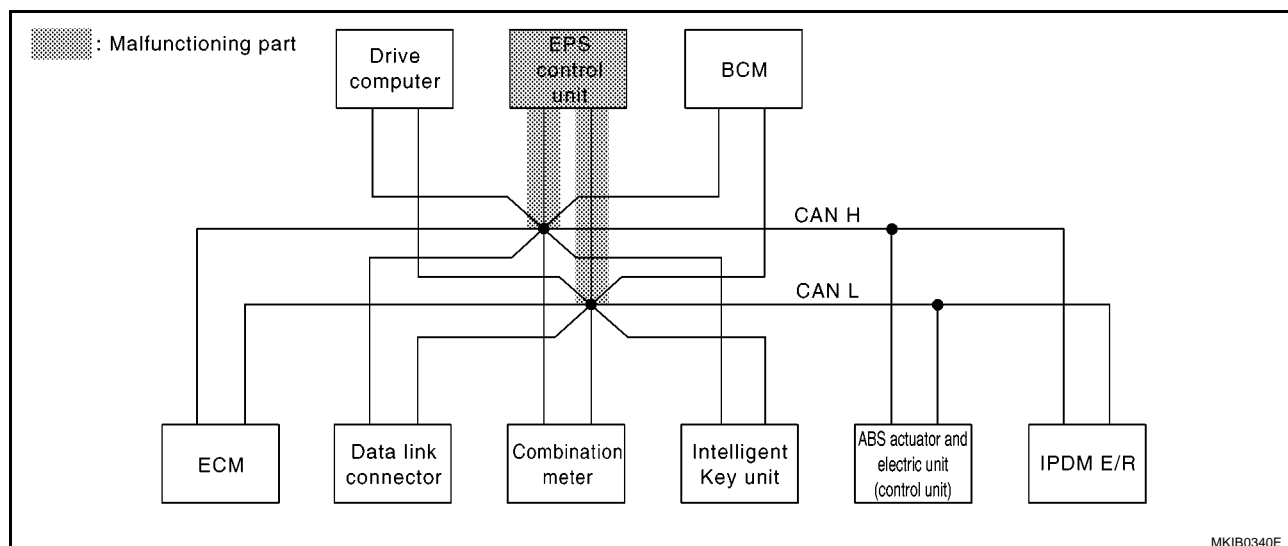 : Malfunctioning part
Drive
computer
EPS
control
unit
BCM
CAN H
CAN L
ECM
Data link
connector
Combination
meter
Intelligent
Key unit
ABS actuator and
electric unit
(control unit)
IPDM E/R
MKIB0340E